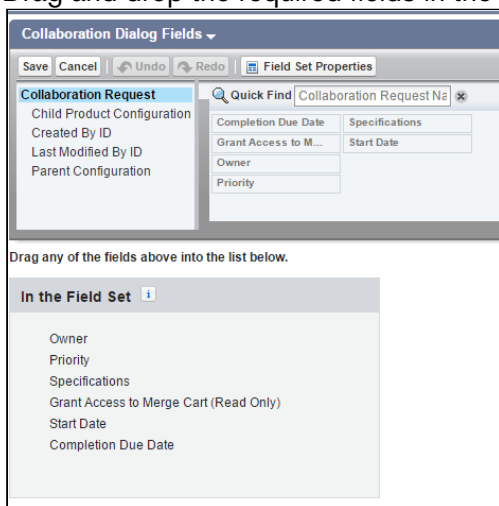 Drag and drop the required fields in the
Collaboration Dialog Fields
Save Cancel Undo Redo Field Set Properties
Collaboration Request
Child Product Configuration
Created By ID
Last Modified By ID
Parent Configuration
Quick Find Collaboration Request Na
Completion Due Date Specifications
Grant Access to M... Start Date
Owner
Priority
Drag any of the fields above into the list below.
In the Field Set i
Owner
Priority
Specifications
Grant Access to Merge Cart (Read Only)
Start Date
Completion Due Date